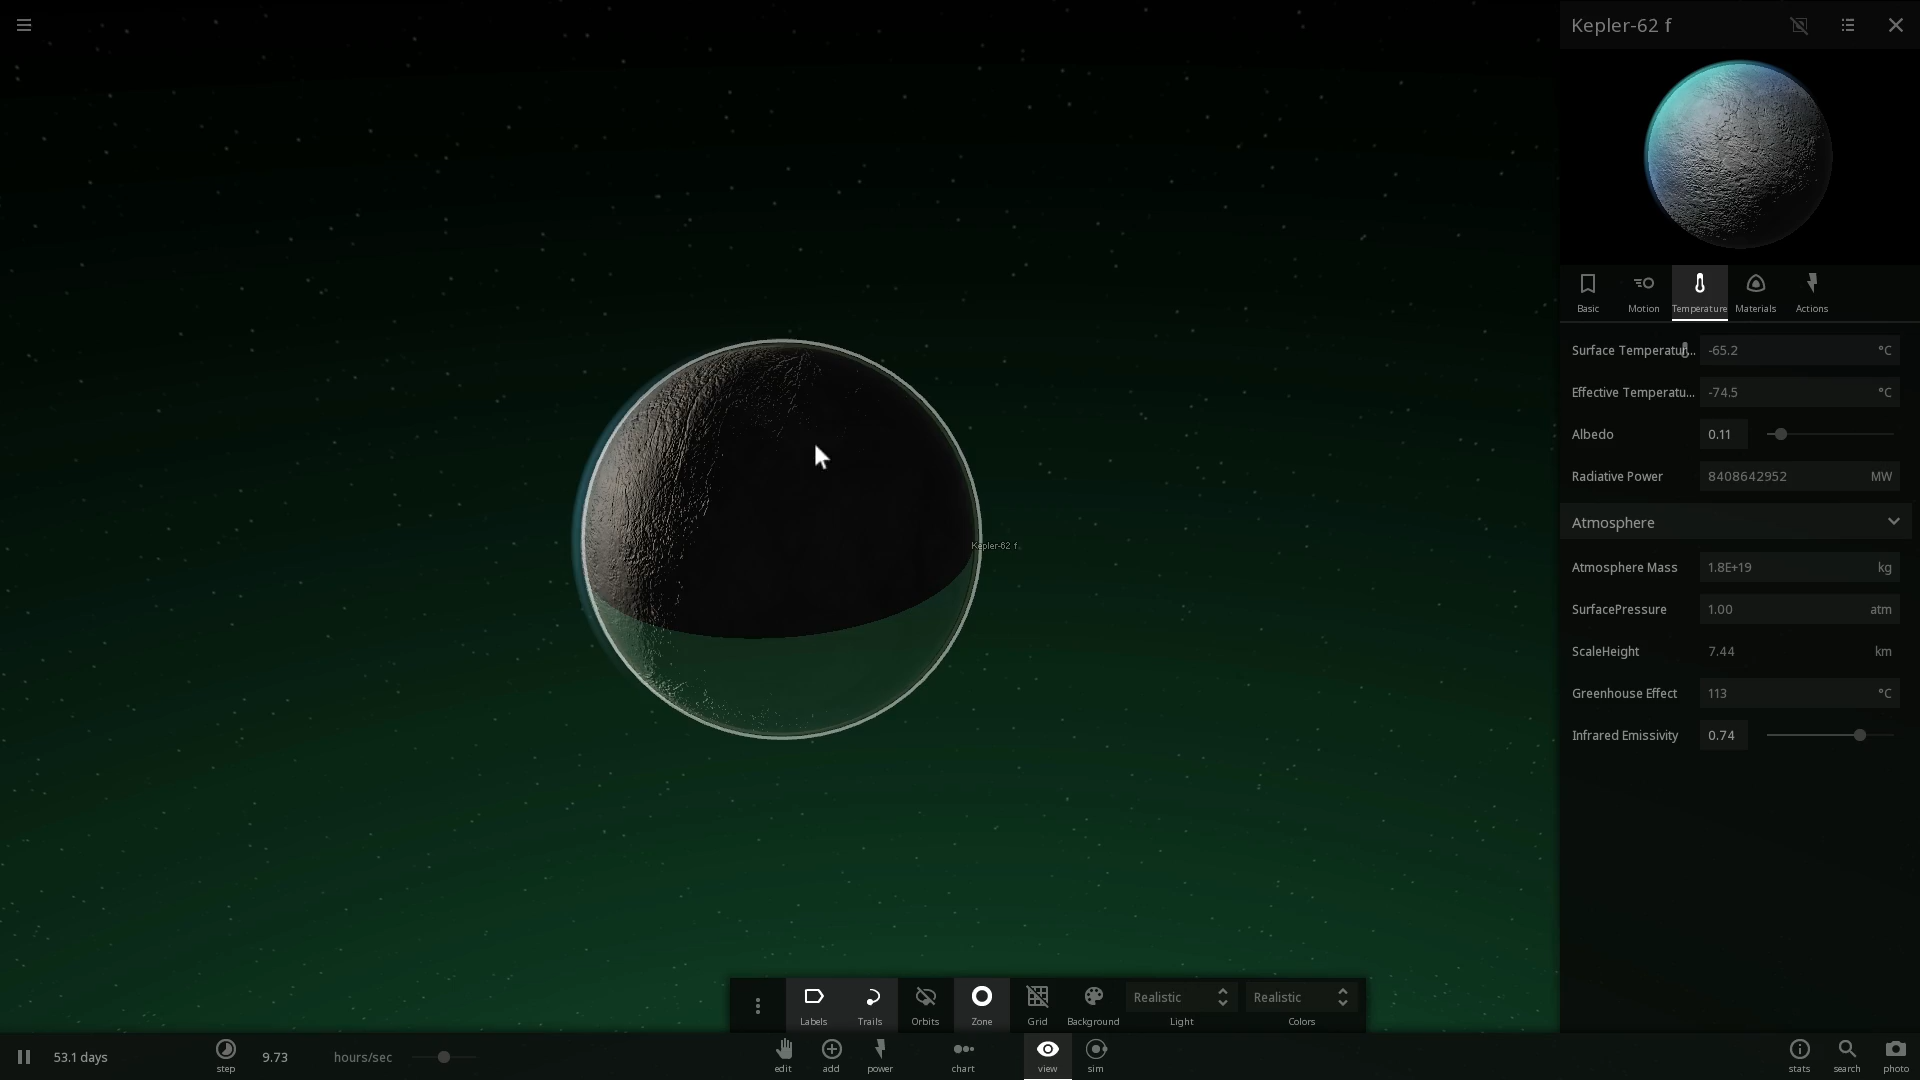 Kepler-62 f
Basic
Motion
Temperature
Materials
Actions
Surface Temperatur... -65.2 °C
Effective Temperatu... -74.5 °C
Albedo 0.11
Radiative Power 8408642952 MW
Atmosphere
Kepler-62 f
Atmosphere Mass 1.8E+19 kg
SurfacePressure 1.00 atm
ScaleHeight 7.44 km
Greenhouse Effect 113 °C
Infrared Emissivity 0.74
Realistic
Realistic
Labels
Trails
Orbits
Zone
Grid
Background
Light
Colors
53.1 days
step
9.73 hours/sec
edit
add
power
chart
view
sim
stats
search
photo